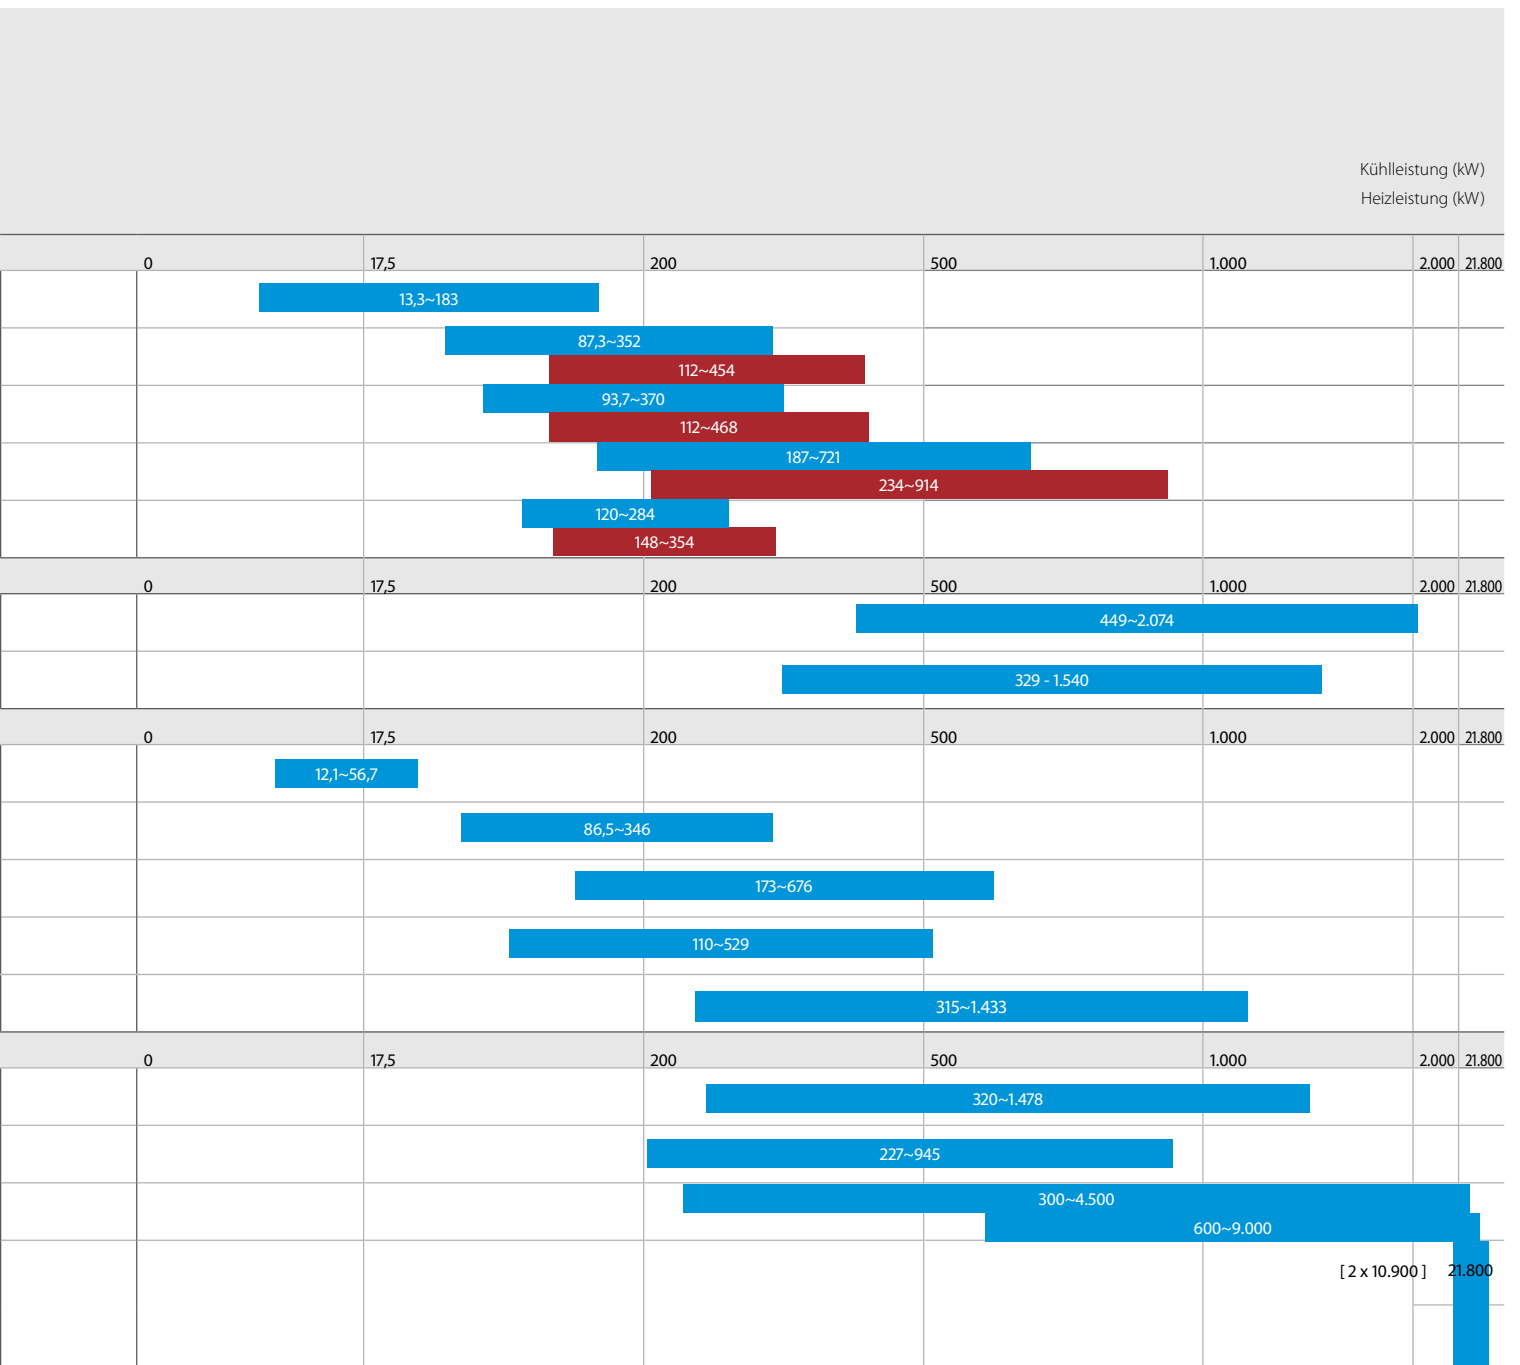 Kühlleistung (kW)
Heizleistung (kW)
0 17,5 200 500 1.000 2.000 21.800
13,3~183
87,3~352
112~454
93,7~370
112~468
187~721
234~914
120~284
148~354
0 17,5 200 500 1.000 2.000 21.800
449~2.074
329 - 1.540
0 17,5 200 500 1.000 2.000 21.800
12,1~56,7
86,5~346
173~676
110~529
315~1.433
0 17,5 200 500 1.000 2.000 21.800
320~1.478
227~945
300~4.500
600~9.000
[ 2 x 10.900 ] 21.800